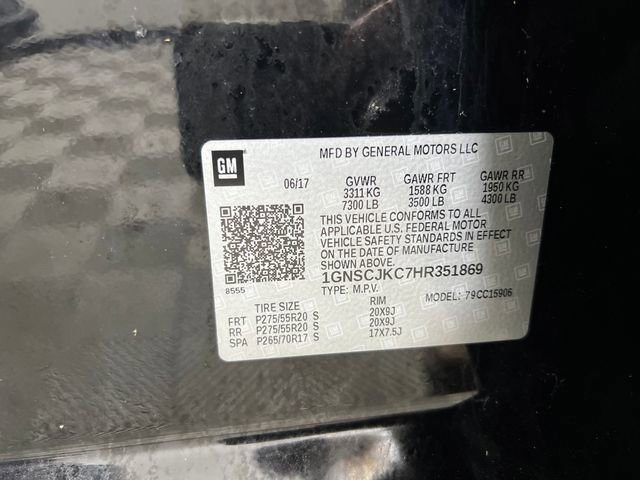 GM
MFD BY GENERAL MOTORS LLC
06/17 GVWR GAWR FRT GAWR RR
3311 KG 1588 KG 1950 KG
7300 LB 3500 LB 4300 LB
THIS VEHICLE CONFORMS TO ALL
APPLICABLE U.S. FEDERAL MOTOR
VEHICLE SAFETY STANDARDS IN EFFECT
ON THE DATE OF MANUFACTURE
SHOWN ABOVE.
1GNSCJKC7HR351869
8555 TYPE: M.P.V. MODEL: 79CC15906
TIRE SIZE RIM
FRT P275/55R20 S 20X9J
RR P275/55R20 S 20X9J
SPA P265/70R17 S 17X7.5J